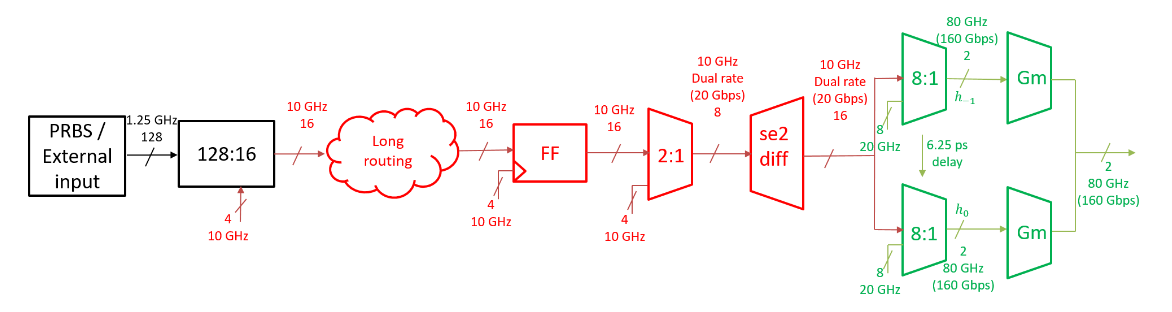 PRBS /
External
input
1.25 GHz
128
128:16
4
10 GHz
10 GHz
16
Long
routing
10 GHz
16
FF
4
10 GHz
10 GHz
16
2:1
4
10 GHz
10 GHz
Dual rate
(20 Gbps)
8
se2
diff
10 GHz
Dual rate
(20 Gbps)
16
8:1
8
20 GHz
80 GHz
(160 Gbps)
2
h₋₁
Gm
6.25 ps
delay
8:1
8
20 GHz
h₀
2
80 GHz
(160 Gbps)
Gm
2
80 GHz
(160 Gbps)